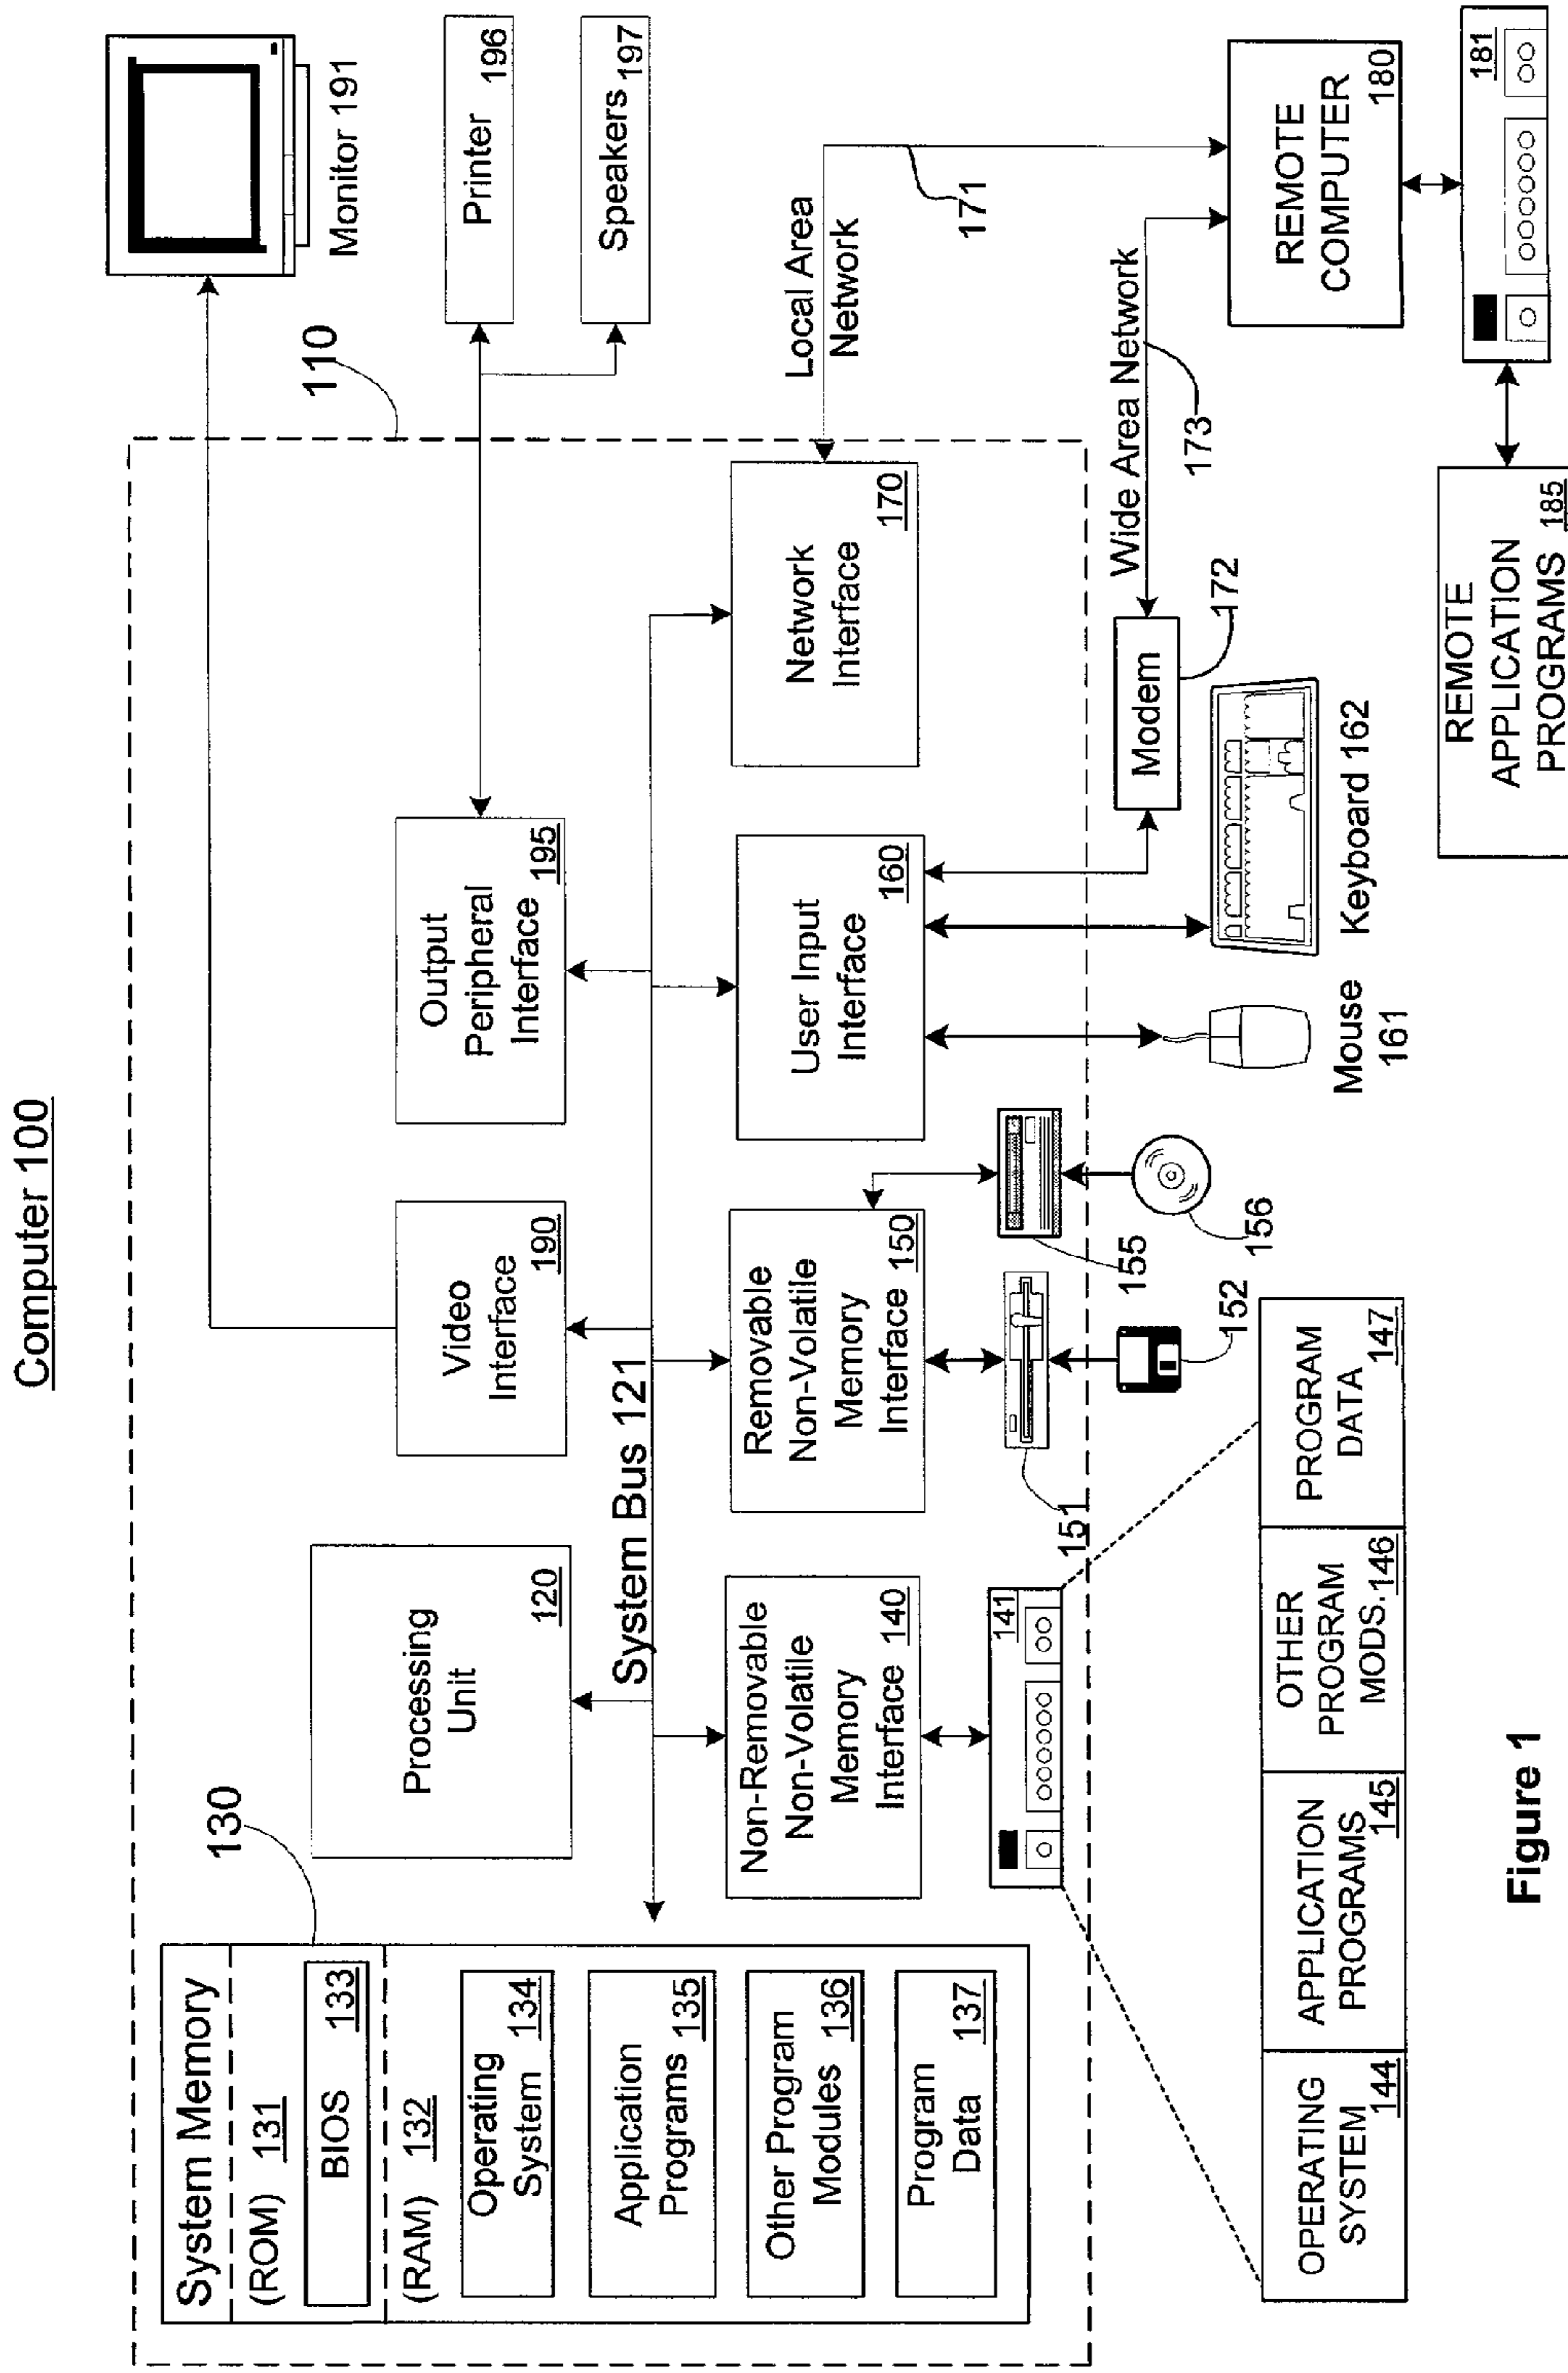 Computer 100
110
Monitor 191
System Memory
(ROM) 131
BIOS 133
130
(RAM) 132
Operating
System 134
Application
Programs 135
Other Program
Modules 136
Program
Data 137
Processing
Unit
120
Video
Interface
190
Output
Peripheral
Interface 195
Printer
196
Speakers 197
System Bus 121
Non-Removable
Non-Volatile
Memory
Interface 140
Removable
Non-Volatile
Memory
Interface 150
User Input
Interface 160
Network
Interface 170
Local Area
Network
171
141
151
155
152
156
Modem
172
Wide Area Network
173
Mouse
161
Keyboard 162
REMOTE
COMPUTER
180
181
OPERATING
SYSTEM 144
APPLICATION
PROGRAMS 145
OTHER
PROGRAM
MODS. 146
PROGRAM
DATA 147
REMOTE
APPLICATION
PROGRAMS 185
Figure 1